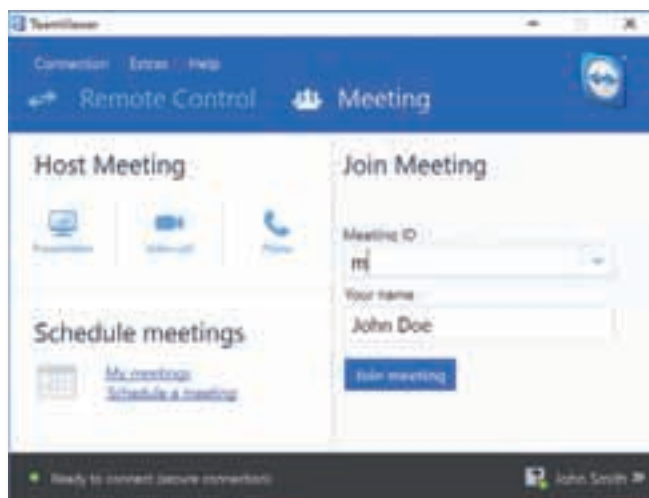 TeamViewer
Connection Extras Help
Remote Control Meeting
Host Meeting
Presentation Video call Phone
Schedule meetings
My meetings
Schedule a meeting
Join Meeting
Meeting ID
m
Your name
John Doe
Join meeting
Ready to connect (secure connection)
John Smith